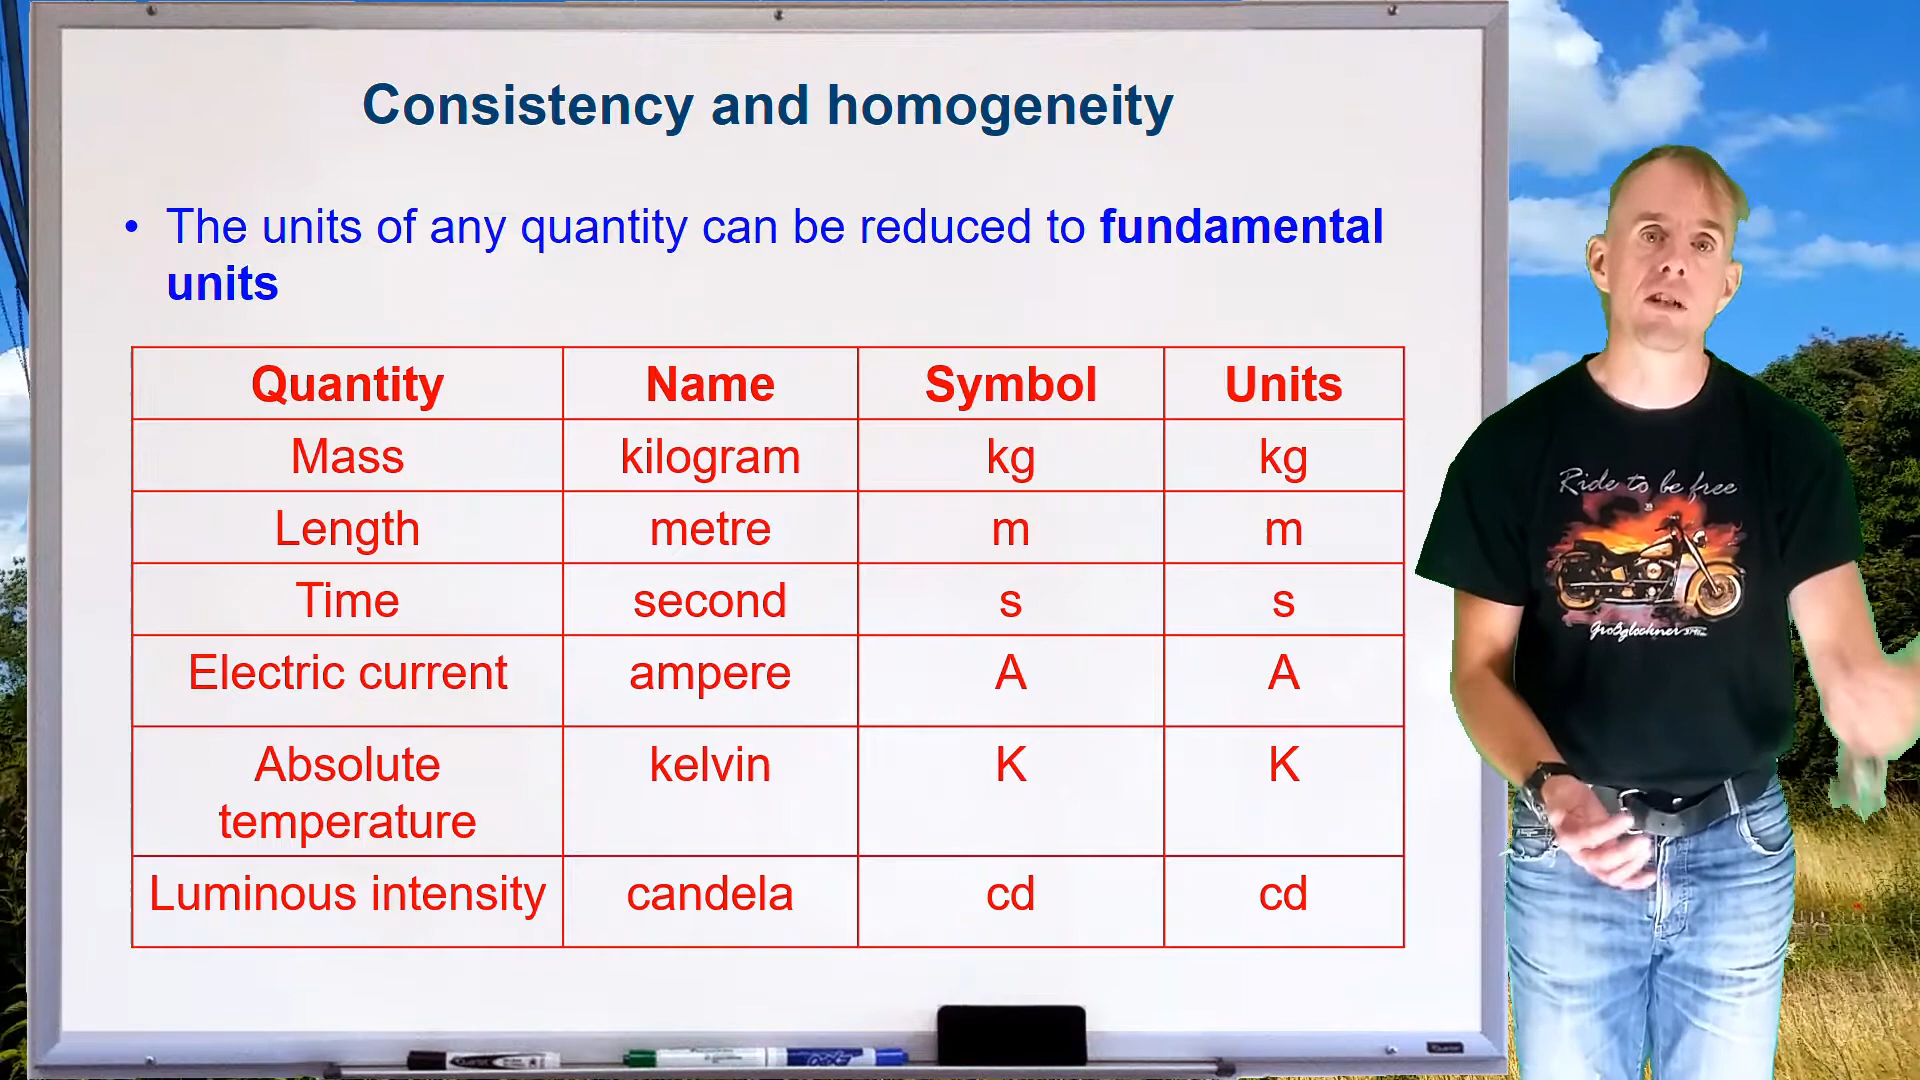 Consistency and homogeneity
• The units of any quantity can be reduced to fundamental
units
Quantity Name Symbol Units
Mass kilogram kg kg
Length metre m m
Time second s s
Electric current ampere A A
Absolute
temperature kelvin K K
Luminous intensity candela cd cd
Ride to be free
Großglockner